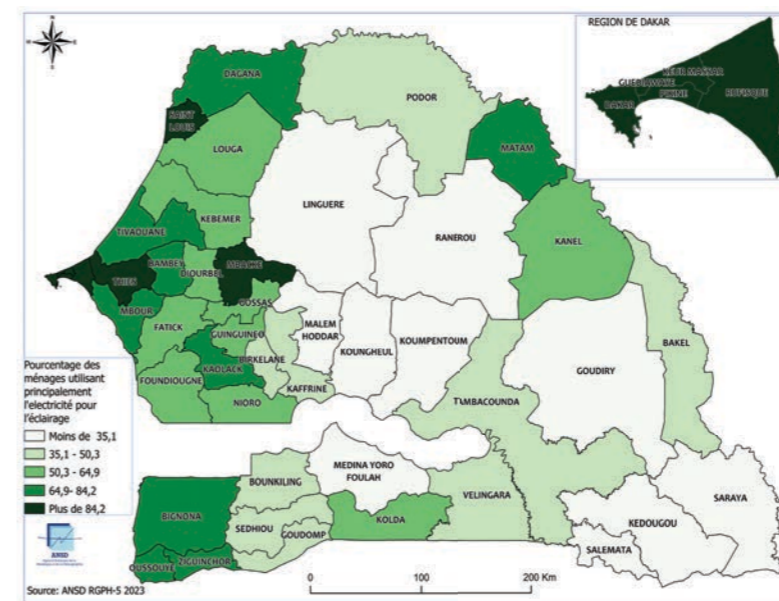 N
REGION DE DAKAR
KEUR MASSAR
GUEDIAWAYE
PIKINE
RUFISQUE
DAKAR
DAGANA
PODOR
SAINT
LOUIS
LOUGA
MATAM
LINGUERE
KEBEMER
RANEROU
KANEL
TIVAOUANE
BAMBEY
MBACKE
THIES
DIOURBEL
MBOUR
GOSSAS
FATICK
GUINGUINEO
MALEM
HODDAR
KOUNGHEUL
KOUMPENTOUM
BAKEL
BIRKELANE
GOUDIRY
KAOLACK
FOUNDIOUGNE
KAFFRINE
NIORO
TAMBACOUNDA
Pourcentage des
ménages utilisant
principalement
l'electricité pour
l'éclairage
Moins de 35,1
35,1 - 50,3
50,3 - 64,9
64,9- 84,2
Plus de 84,2
MEDINA YORO
FOULAH
BOUNKILING
VELINGARA
SARAYA
BIGNONA
SEDHIOU
GOUDOMP
KOLDA
KEDOUGOU
SALEMATA
OUSSOUYE
ZIGUINCHOR
ANSD
Source: ANSD RGPH-5 2023
0 100 200 Km